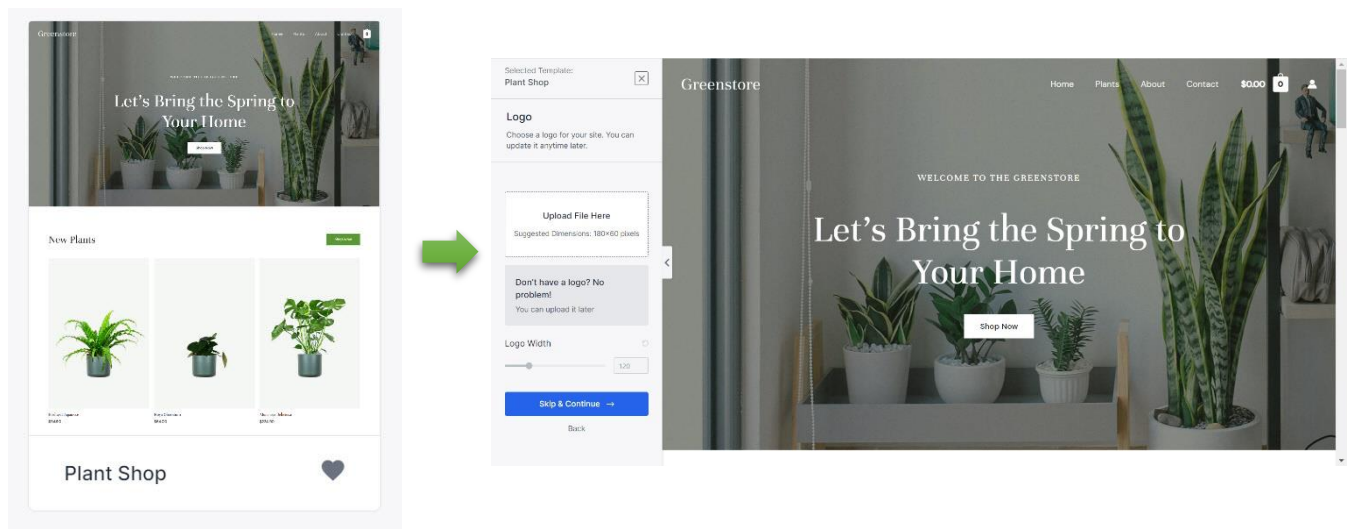 Greenstore
Let's Bring the Spring to
Your Home
New Plants
Plant Shop
Selected Template:
Plant Shop
Logo
Choose a logo for your site. You can
update it anytime later.
Upload File Here
Suggested Dimensions: 180×60 pixels
Don't have a logo? No
problem!
You can upload it later
Logo Width
120
Skip & Continue →
Back
Greenstore
Home Plants About Contact $0.00 0
WELCOME TO THE GREENSTORE
Let's Bring the Spring to
Your Home
Shop Now